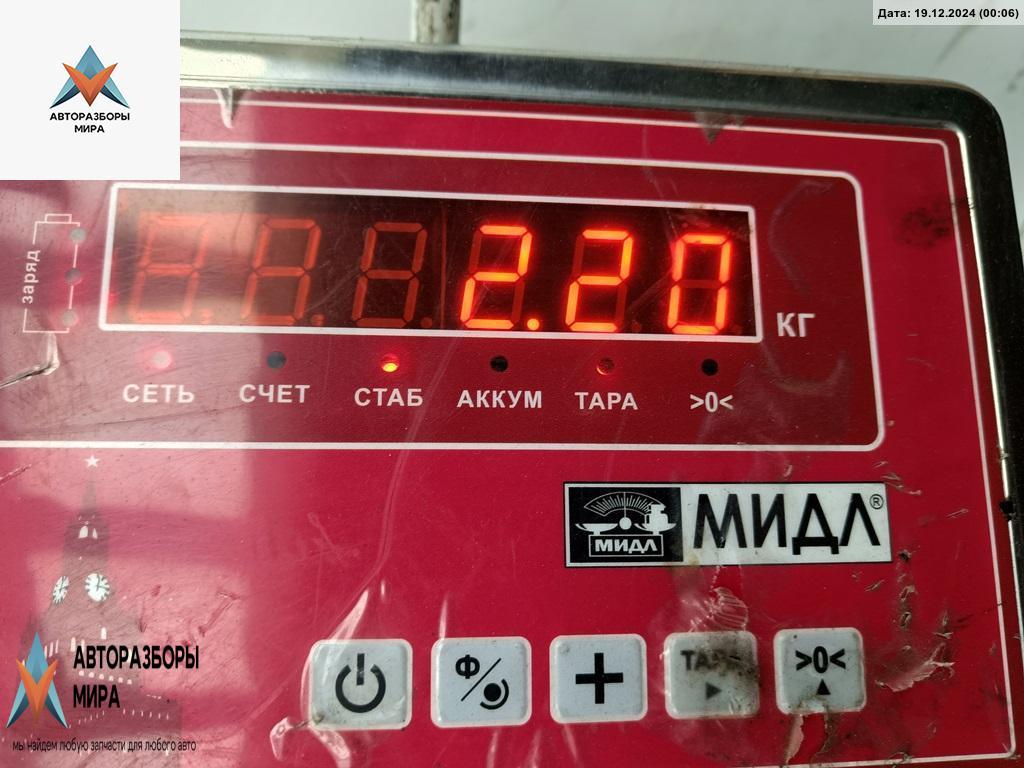 Дата: 19.12.2024 (00:06)
АВТОРАЗБОРЫ
МИРА
заряд
2.20 КГ
СЕТЬ СЧЕТ СТАБ АККУМ ТАРА >0<
МИДЛ МИДЛ®
Ф/ + >0<
АВТОРАЗБОРЫ
МИРА
мы найдем любую запчасти для любого авто